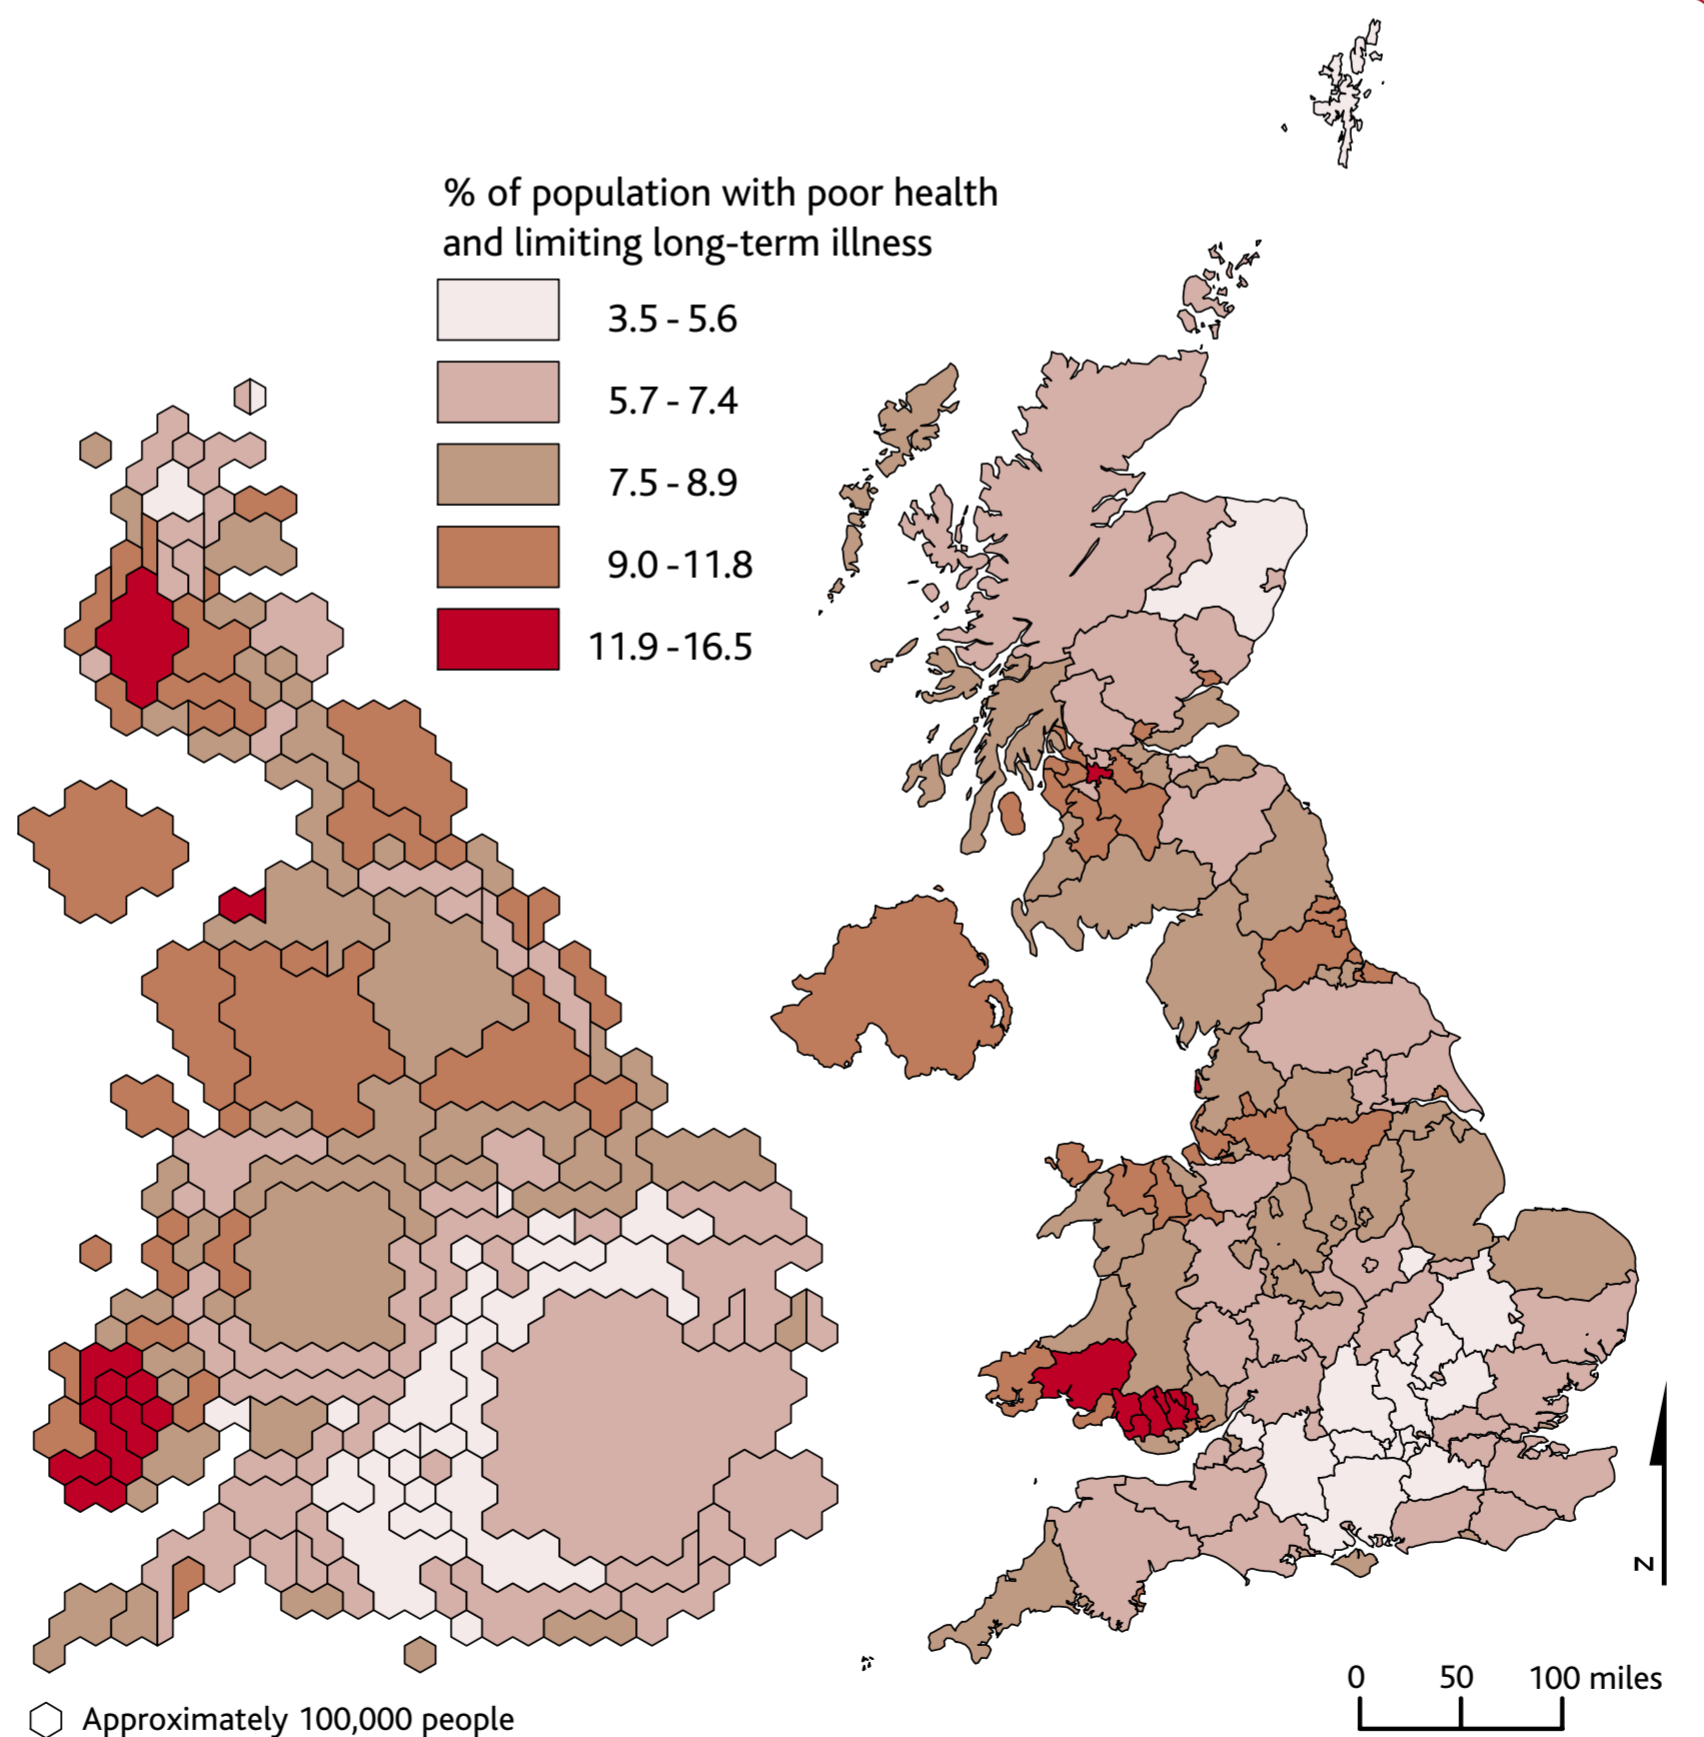 % of population with poor health
and limiting long-term illness
3.5 - 5.6
5.7 - 7.4
7.5 - 8.9
9.0 -11.8
11.9 -16.5
N
0 50 100 miles
Approximately 100,000 people